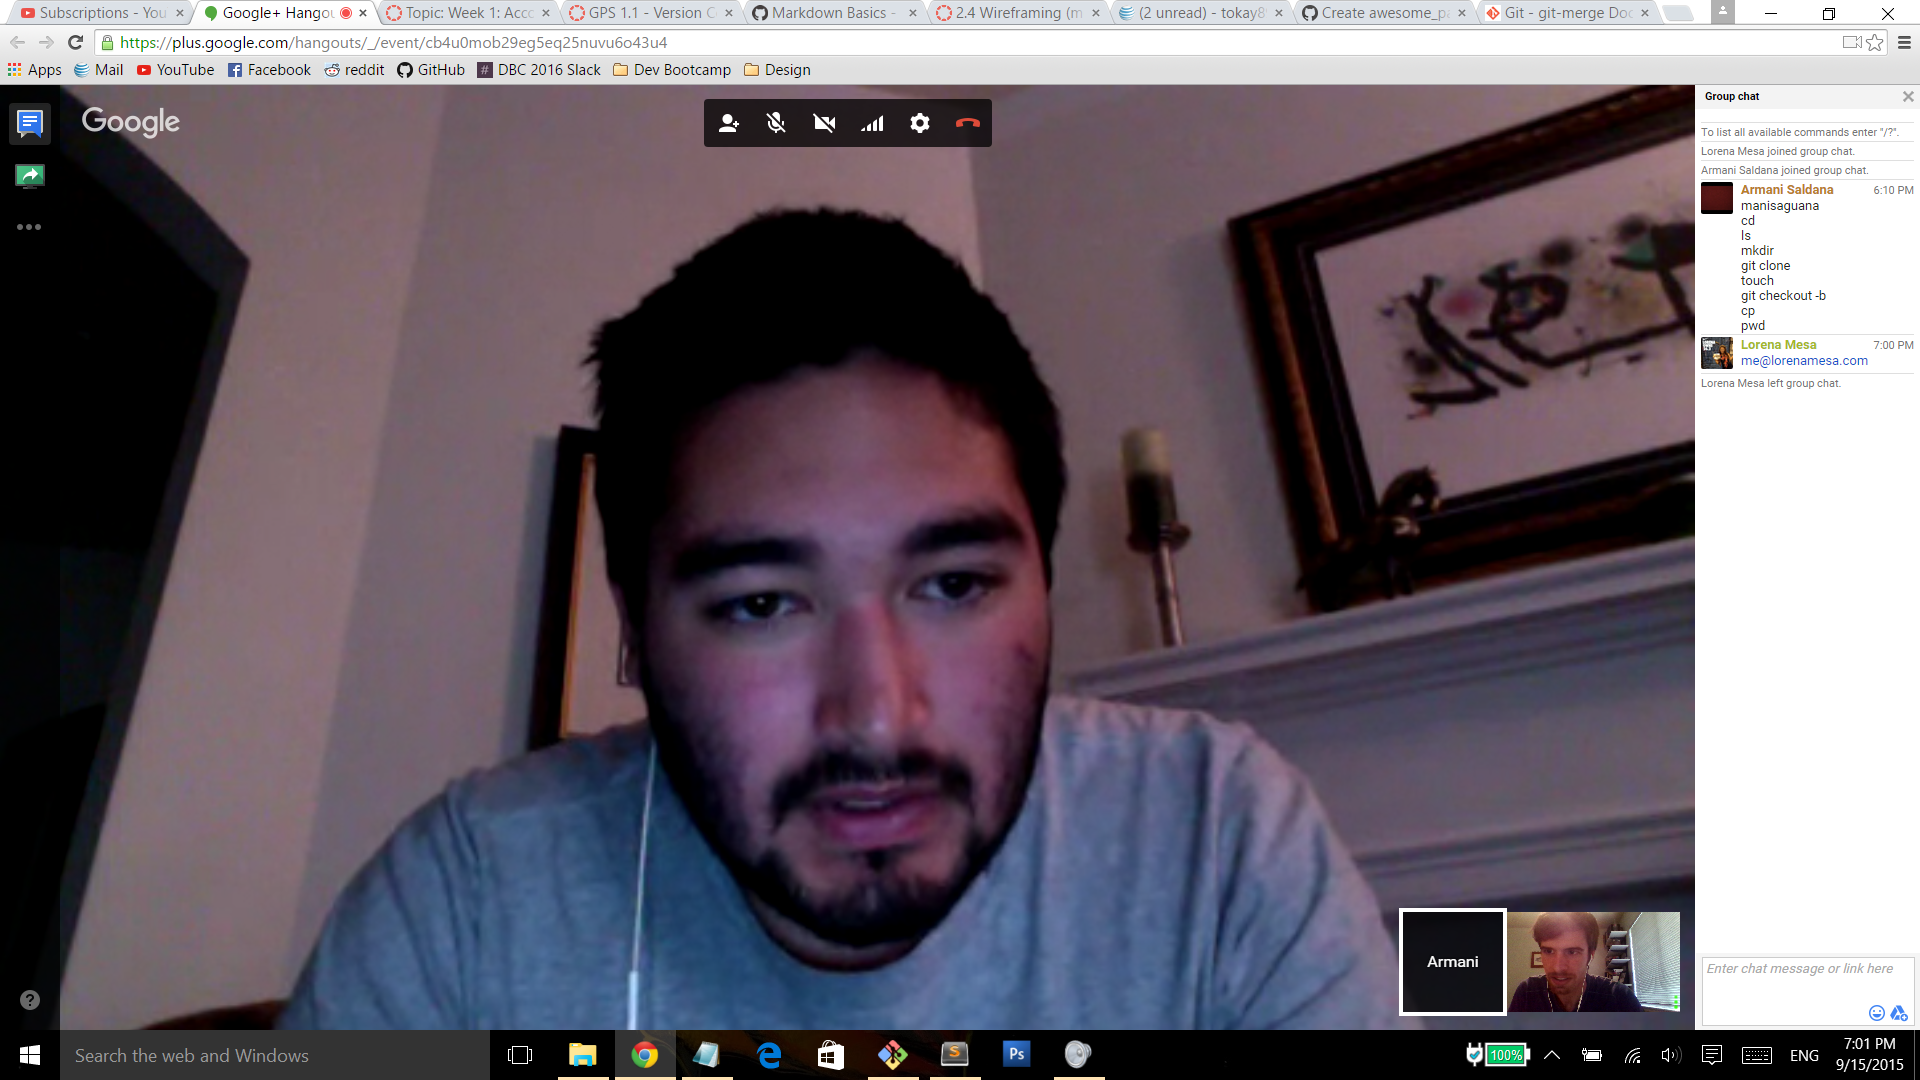 Subscriptions - You
Google+ Hangou
Topic: Week 1: Acco
GPS 1.1 - Version C
Markdown Basics -
2.4 Wireframing (m
(2 unread) - tokay8
Create awesome_pa
Git - git-merge Doc
https://plus.google.com/hangouts/_/event/cb4u0mob29eg5eq25nuvu6o43u4
Apps
Mail
YouTube
Facebook
reddit
GitHub
DBC 2016 Slack
Dev Bootcamp
Design
Google
Group chat
To list all available commands enter "/?".
Lorena Mesa joined group chat.
Armani Saldana joined group chat.
Armani Saldana 6:10 PM
manisaguana
cd
ls
mkdir
git clone
touch
git checkout -b
cp
pwd
Lorena Mesa 7:00 PM
me@lorenamesa.com
Lorena Mesa left group chat.
Armani
Enter chat message or link here
Search the web and Windows
Ps
100%
ENG
7:01 PM
9/15/2015